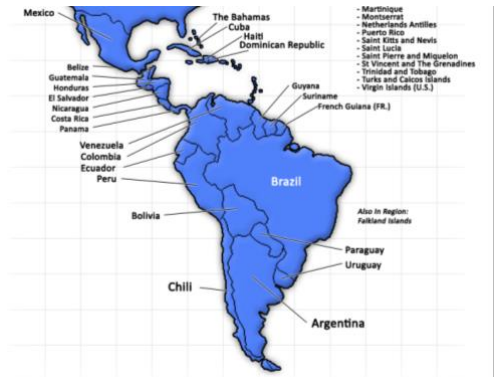 Mexico
The Bahamas
Cuba
Haiti
Dominican Republic
- Martinique
- Montserrat
- Netherlands Antilles
- Puerto Rico
- Saint Kitts and Nevis
- Saint Lucia
- Saint Pierre and Miquelon
- St Vincent and The Grenadines
- Trinidad and Tobago
- Turks and Caicos Islands
- Virgin Islands (U.S.)
Belize
Guatemala
Honduras
El Salvador
Nicaragua
Costa Rica
Panama
Guyana
Suriname
French Guiana (FR.)
Venezuela
Colombia
Ecuador
Peru
Brazil
Bolivia
Also in Region:
Falkland Islands
Paraguay
Uruguay
Chili
Argentina